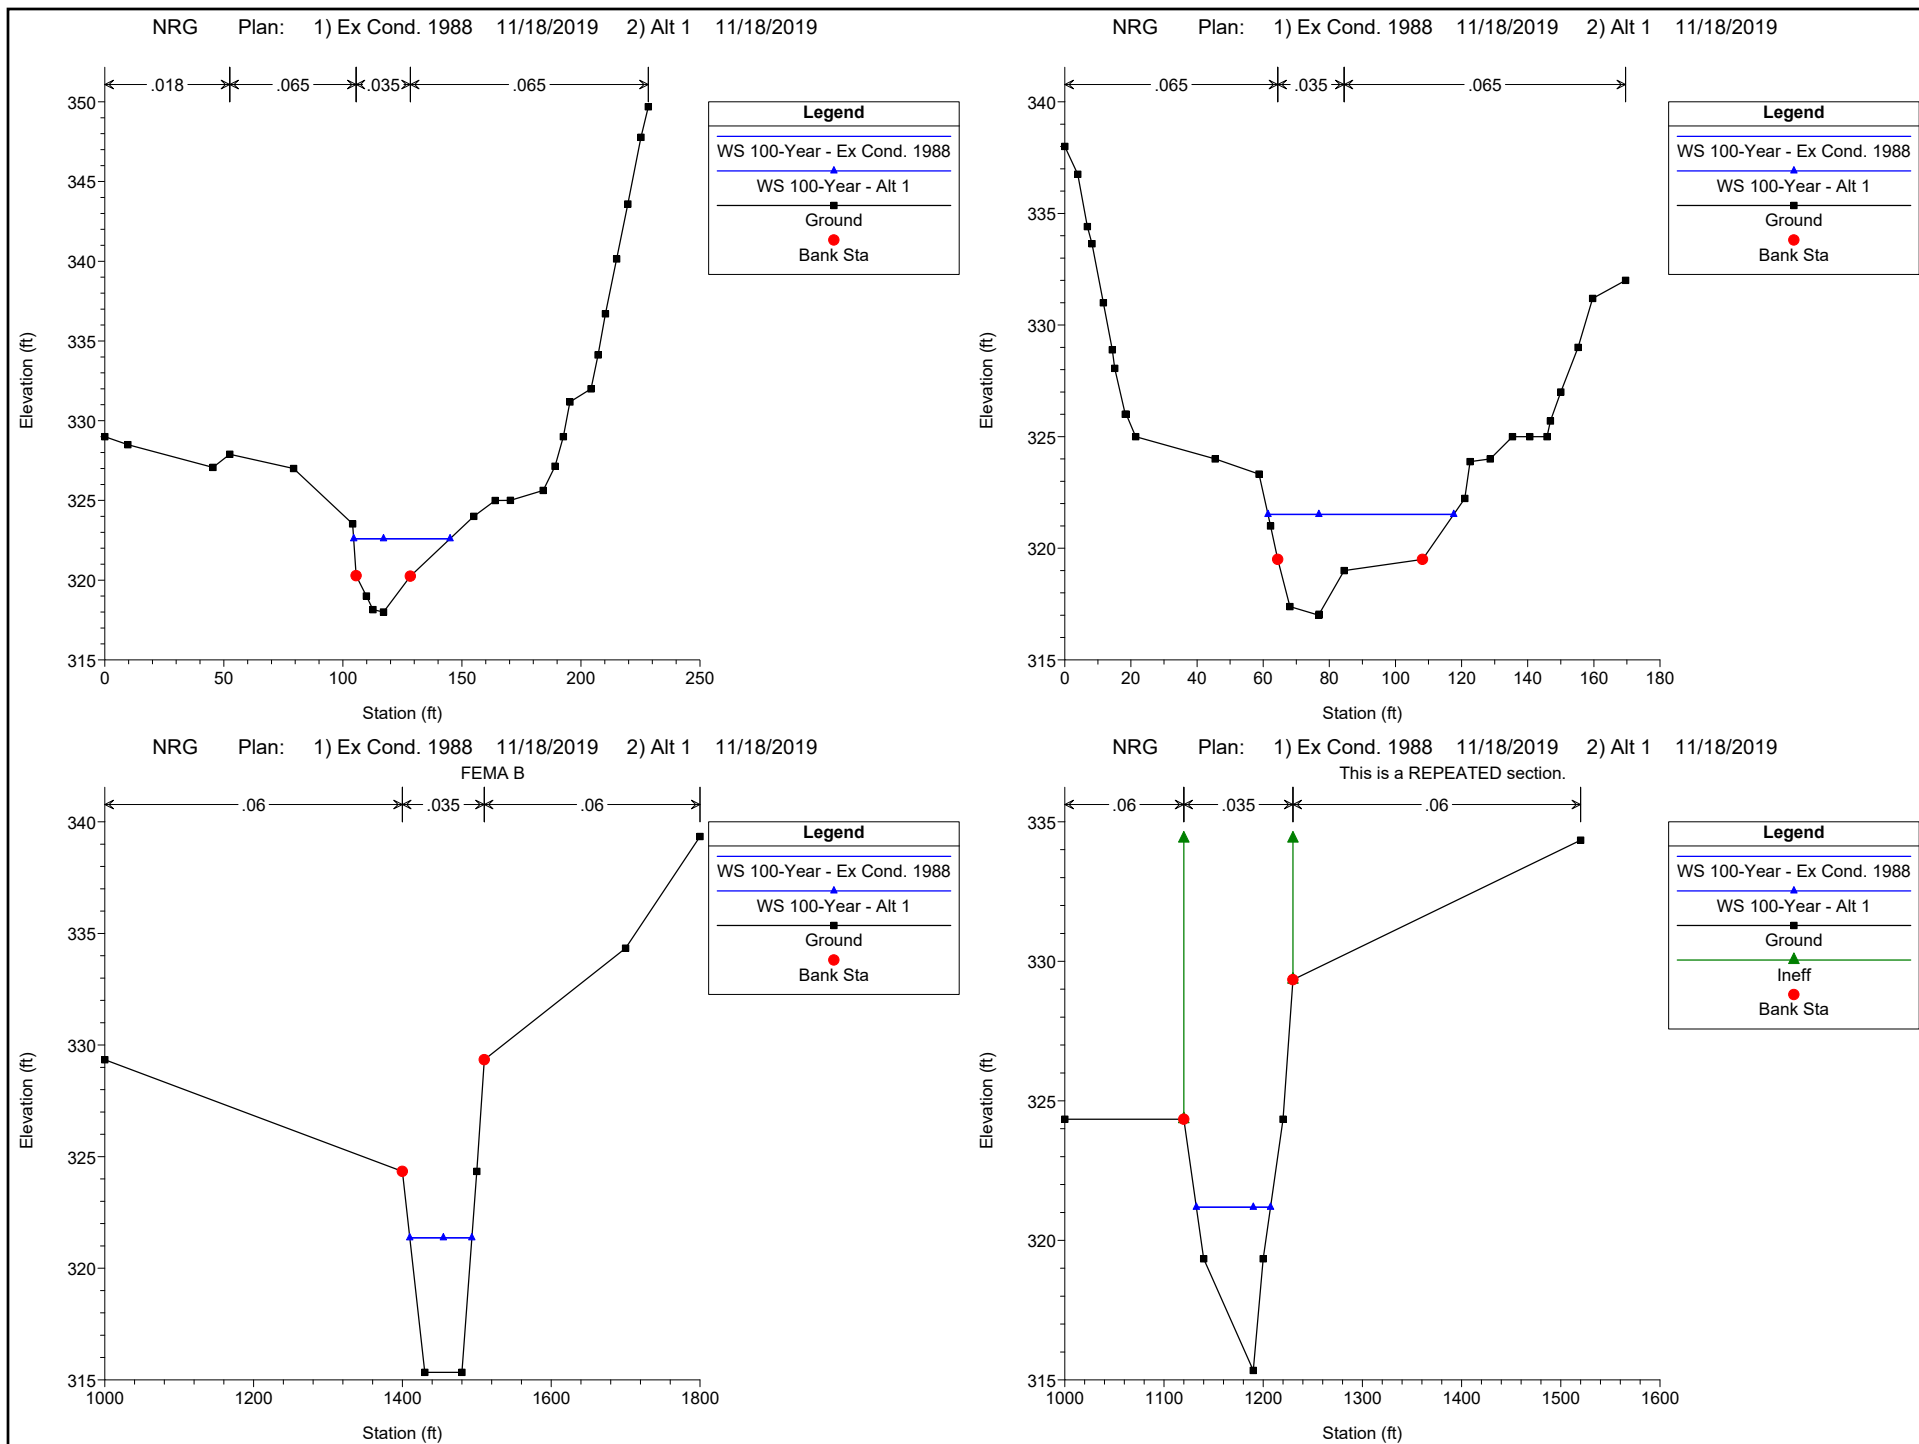 NRG Plan: 1) Ex Cond. 1988 11/18/2019 2) Alt 1 11/18/2019
.018 .065 .035 .065
350
345
340
335
330
325
320
315
0 50 100 150 200 250
Elevation (ft)
Station (ft)
Legend
WS 100-Year - Ex Cond. 1988
WS 100-Year - Alt 1
Ground
Bank Sta
NRG Plan: 1) Ex Cond. 1988 11/18/2019 2) Alt 1 11/18/2019
.065 .035 .065
340
335
330
325
320
315
0 20 40 60 80 100 120 140 160 180
Elevation (ft)
Station (ft)
Legend
WS 100-Year - Ex Cond. 1988
WS 100-Year - Alt 1
Ground
Bank Sta
NRG Plan: 1) Ex Cond. 1988 11/18/2019 2) Alt 1 11/18/2019
FEMA B
.06 .035 .06
340
335
330
325
320
315
1000 1200 1400 1600 1800
Elevation (ft)
Station (ft)
Legend
WS 100-Year - Ex Cond. 1988
WS 100-Year - Alt 1
Ground
Bank Sta
NRG Plan: 1) Ex Cond. 1988 11/18/2019 2) Alt 1 11/18/2019
This is a REPEATED section.
.06 .035 .06
335
330
325
320
315
1000 1100 1200 1300 1400 1500 1600
Elevation (ft)
Station (ft)
Legend
WS 100-Year - Ex Cond. 1988
WS 100-Year - Alt 1
Ground
Ineff
Bank Sta